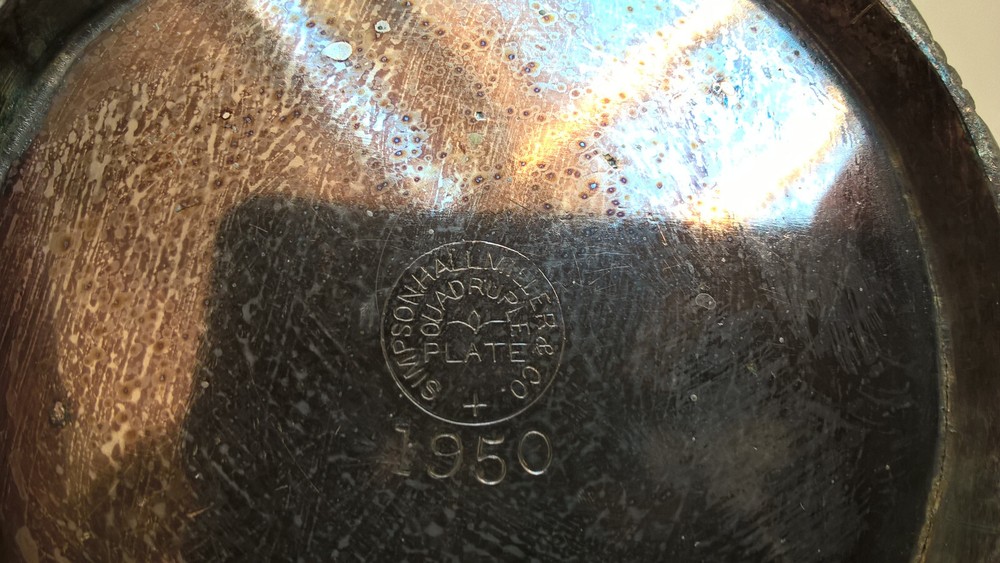 SIMPSON HALL MILLER & CO.
QUADRUPLE
PLATE
+
1950